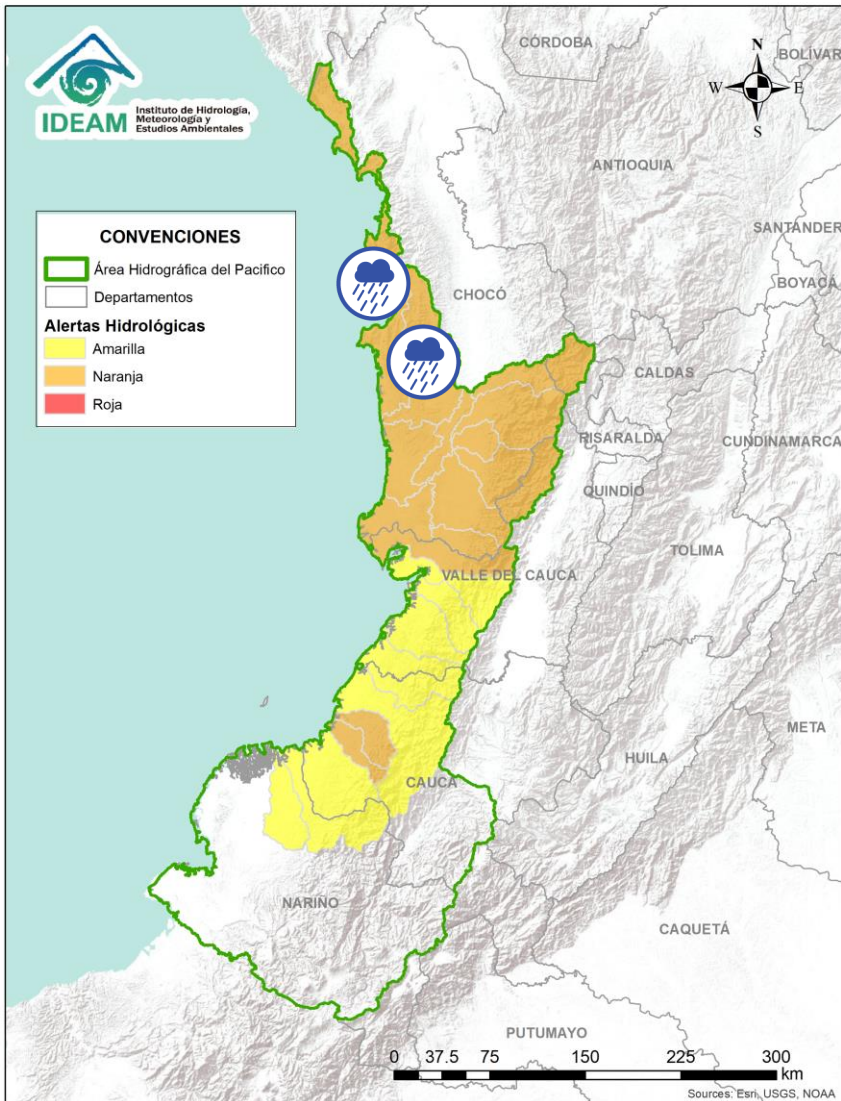 IDEAM
Instituto de Hidrología,
Meteorología y
Estudios Ambientales
CONVENCIONES
Área Hidrográfica del Pacifico
Departamentos
Alertas Hidrológicas
Amarilla
Naranja
Roja
N
W E
S
CÓRDOBA
BOLÍVAR
ANTIOQUIA
SANTANDER
BOYACÁ
CHOCÓ
CALDAS
RISARALDA
CUNDINAMARCA
QUINDÍO
TOLIMA
VALLE DEL CAUCA
META
HUILA
CAUCA
NARIÑO
CAQUETÁ
PUTUMAYO
0 37.5 75 150 225 300
km
Sources: Esri, USGS, NOAA